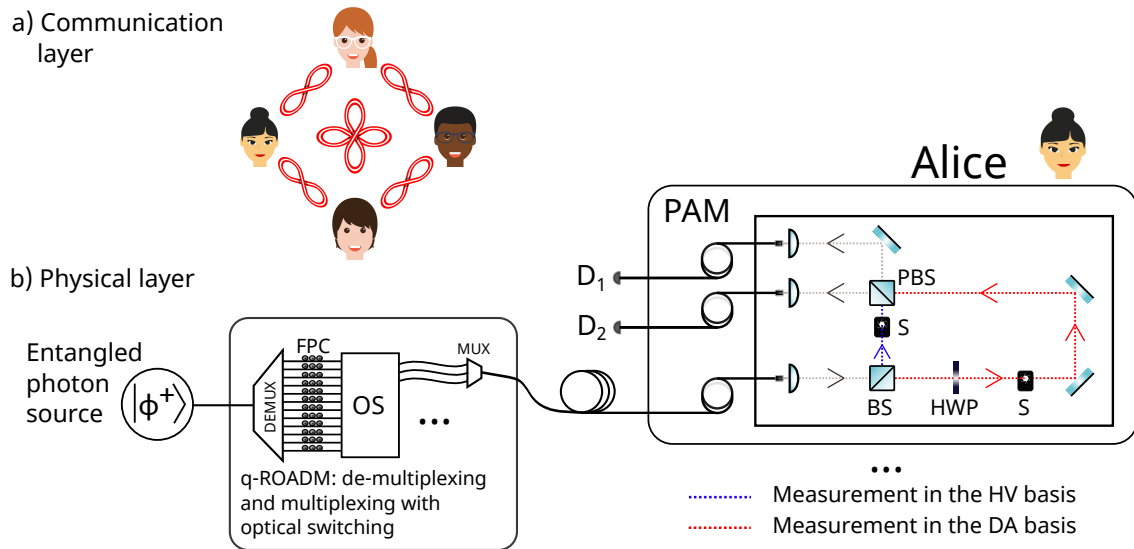 a) Communication
layer
Alice
PAM
b) Physical layer
D1
D2
PBS
S
BS
HWP
S
Entangled
photon
source
|ϕ⁺⟩
DEMUX
FPC
OS
MUX
...
q-ROADM: de-multiplexing
and multiplexing with
optical switching
...
Measurement in the HV basis
Measurement in the DA basis